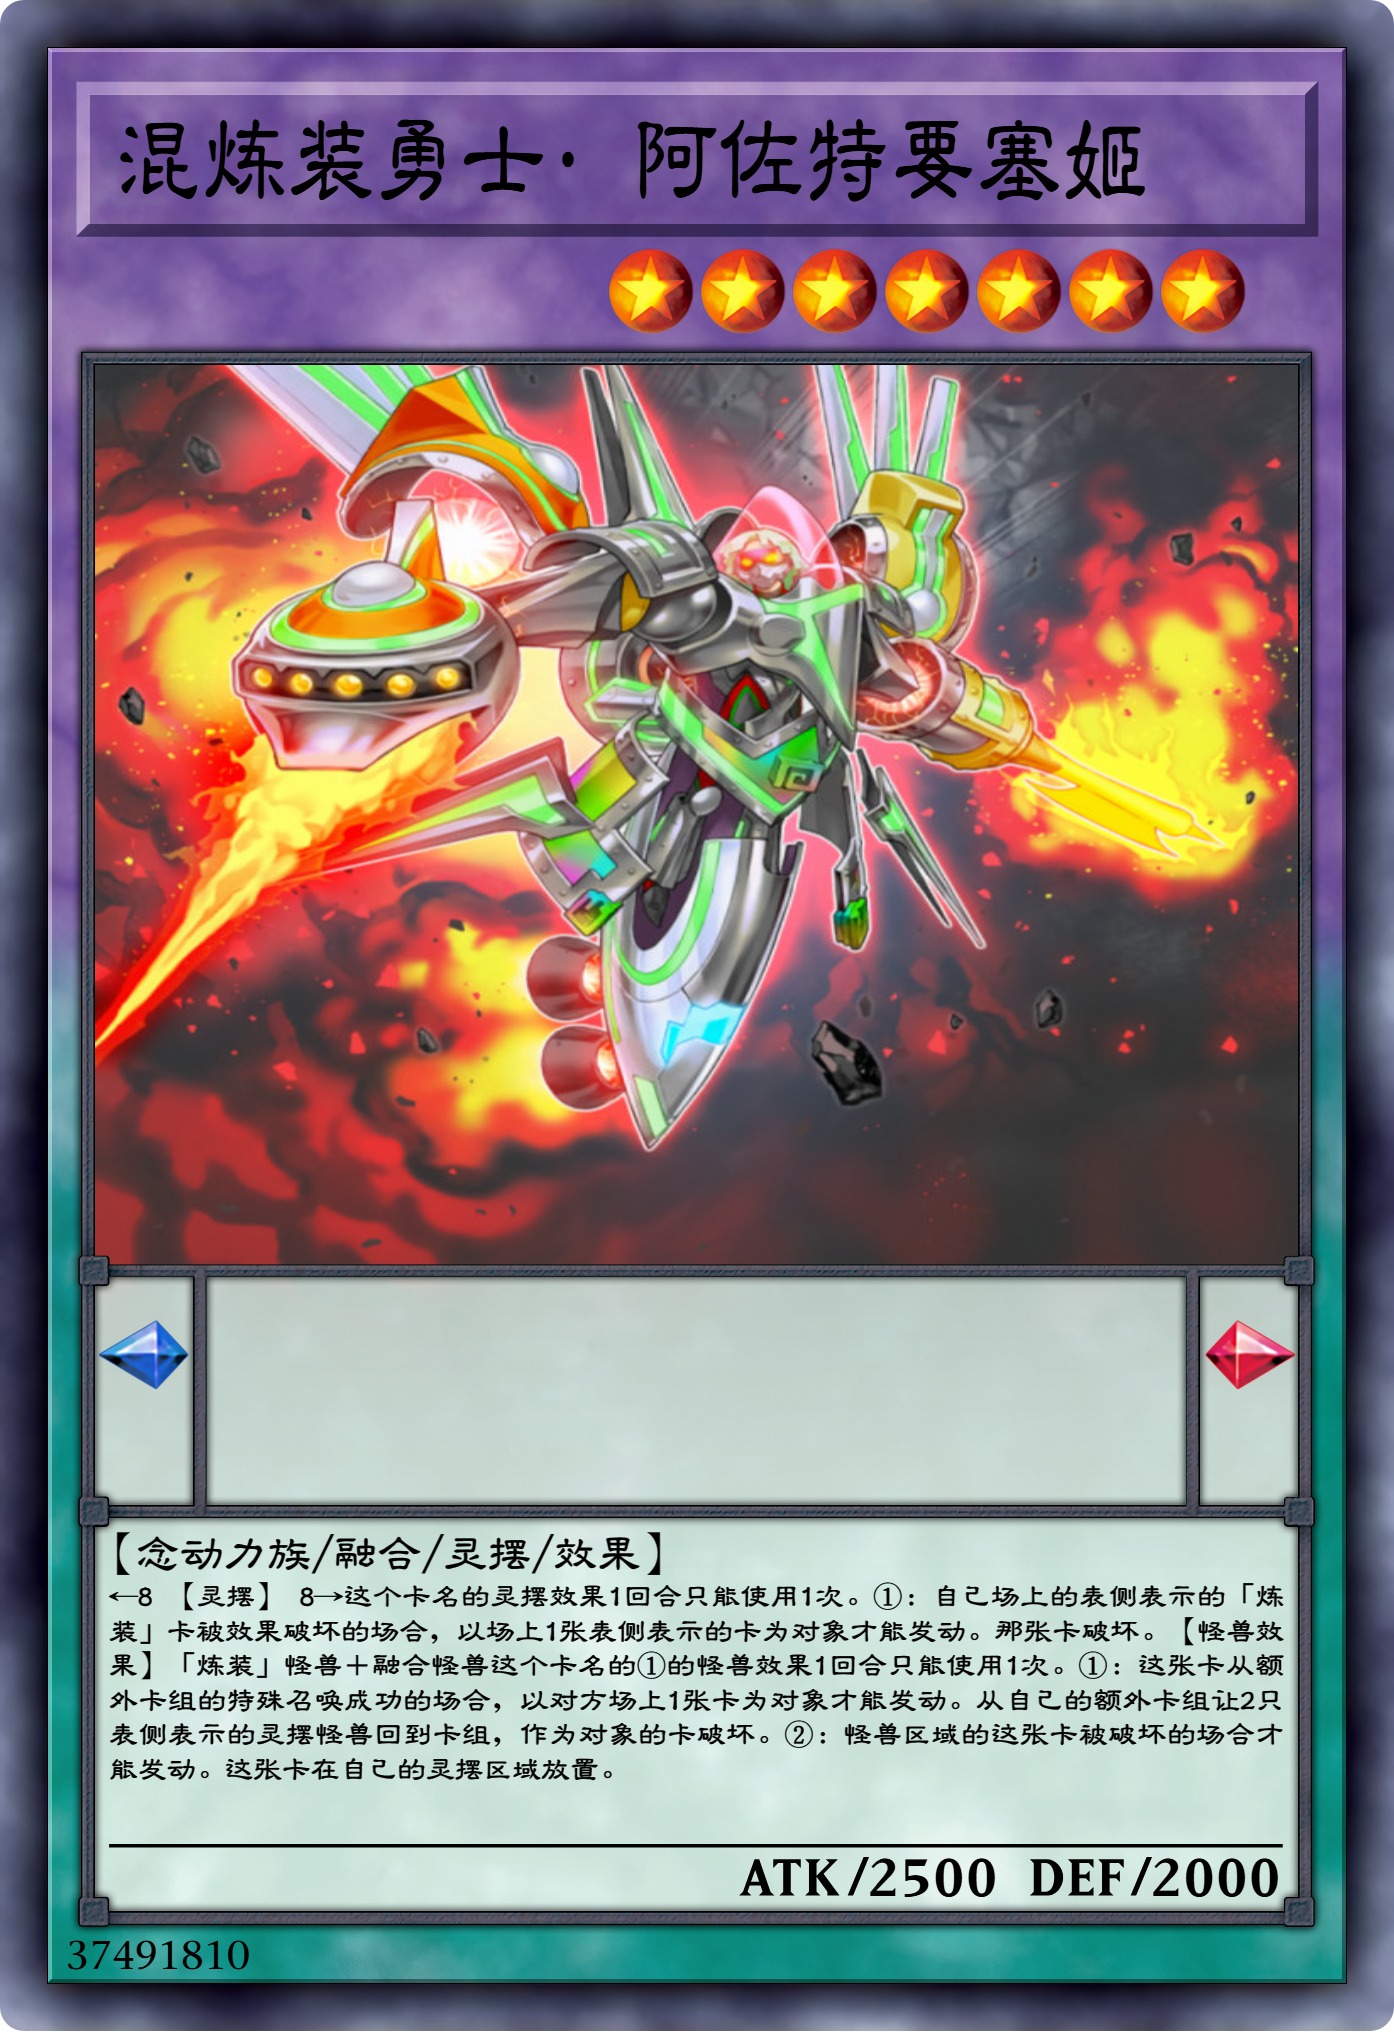 混炼装勇士·阿佐特要塞姬
【念动力族/融合/灵摆/效果】
←8 【灵摆】 8→这个卡名的灵摆效果1回合只能使用1次。①：自己场上的表侧表示的「炼
装」卡被效果破坏的场合，以场上1张表侧表示的卡为对象才能发动。那张卡破坏。【怪兽效
果】「炼装」怪兽＋融合怪兽这个卡名的①的怪兽效果1回合只能使用1次。①：这张卡从额
外卡组的特殊召唤成功的场合，以对方场上1张卡为对象才能发动。从自己的额外卡组让2只
表侧表示的灵摆怪兽回到卡组，作为对象的卡破坏。②：怪兽区域的这张卡被破坏的场合才
能发动。这张卡在自己的灵摆区域放置。
ATK/2500 DEF/2000
37491810